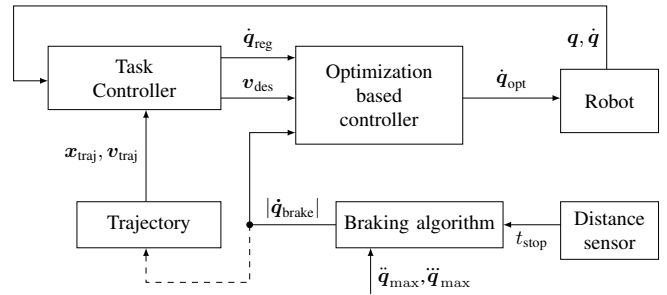 q̇_reg
q, q̇
Task
Controller
Optimization
based
controller
v_des
q̇_opt
Robot
x_traj, v_traj
|q̇_brake|
Trajectory
Braking algorithm
Distance
sensor
t_stop
q̈_max, q⃛_max